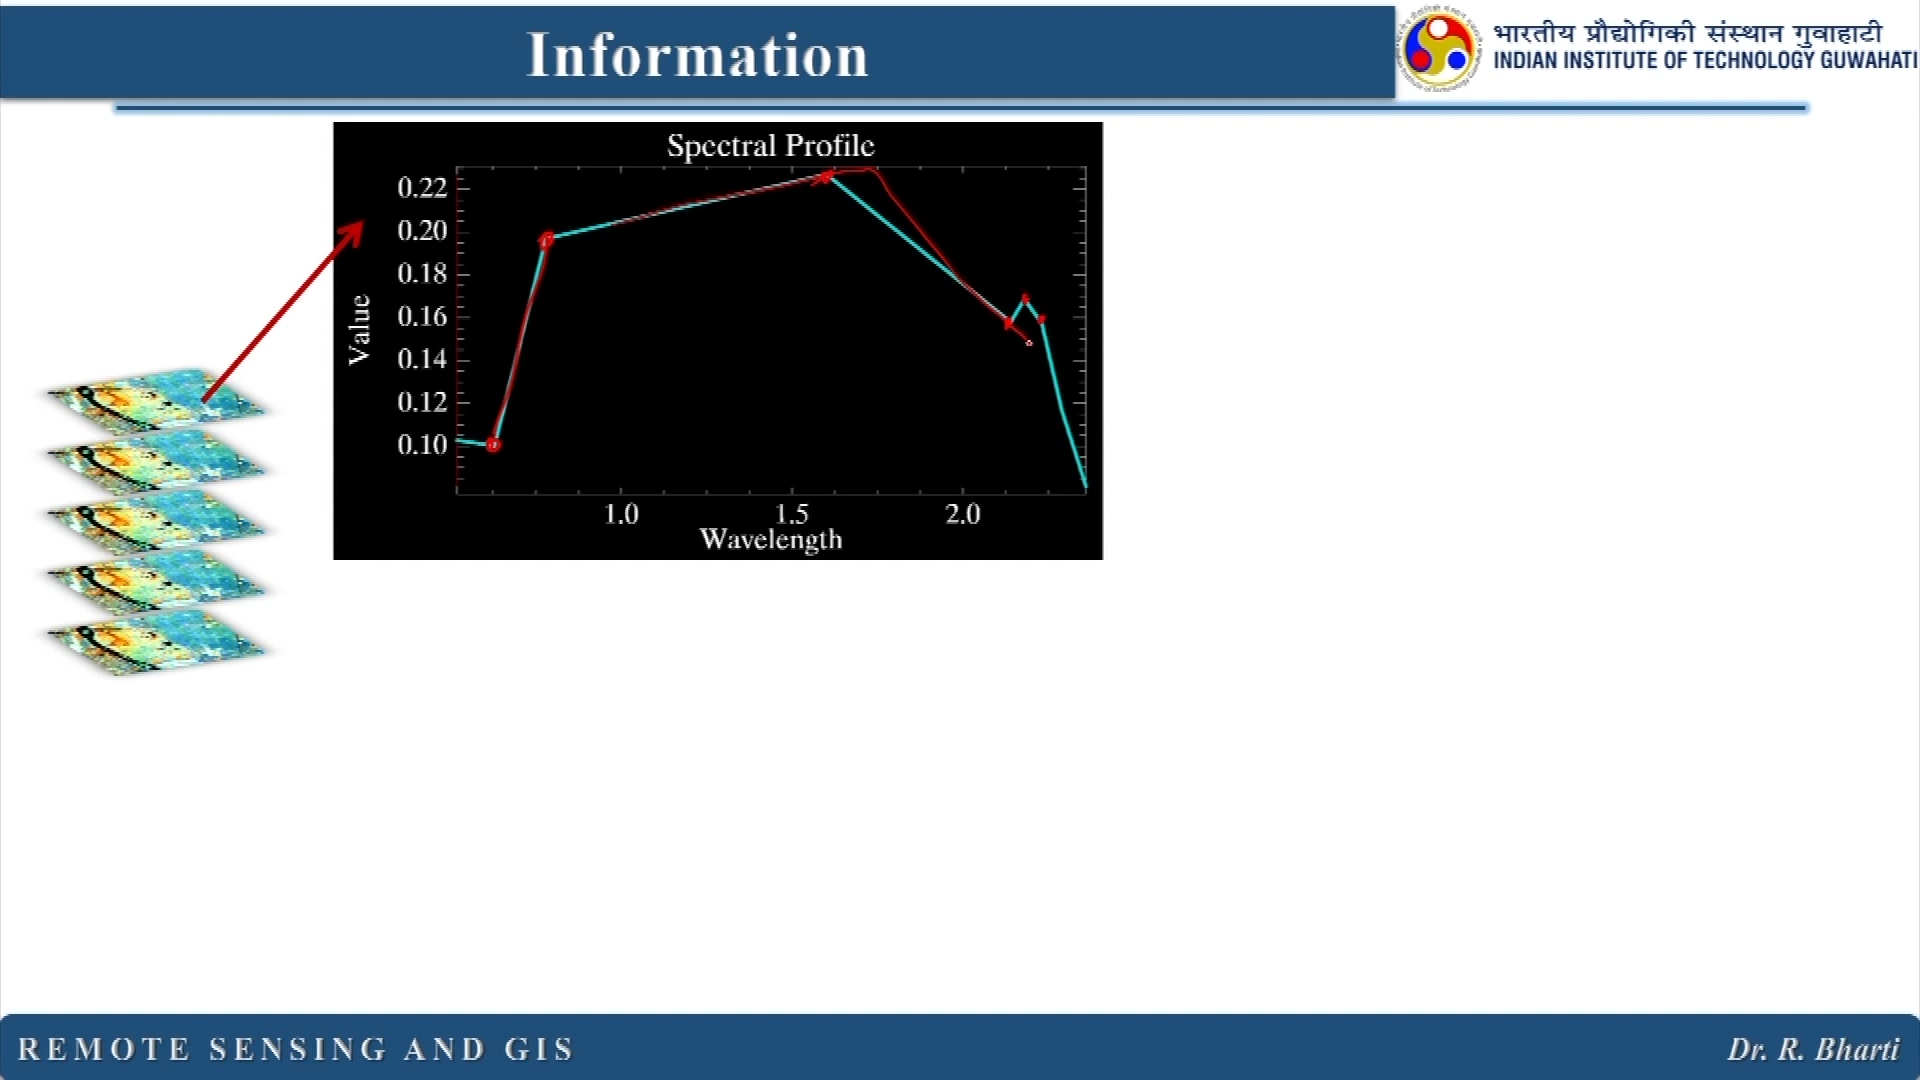 Information
भारतीय प्रौद्योगिकी संस्थान गुवाहाटी
INDIAN INSTITUTE OF TECHNOLOGY GUWAHATI
Spectral Profile
0.22
0.20
0.18
0.16
0.14
0.12
0.10
Value
1.0 1.5 2.0
Wavelength
REMOTE SENSING AND GIS
Dr. R. Bharti